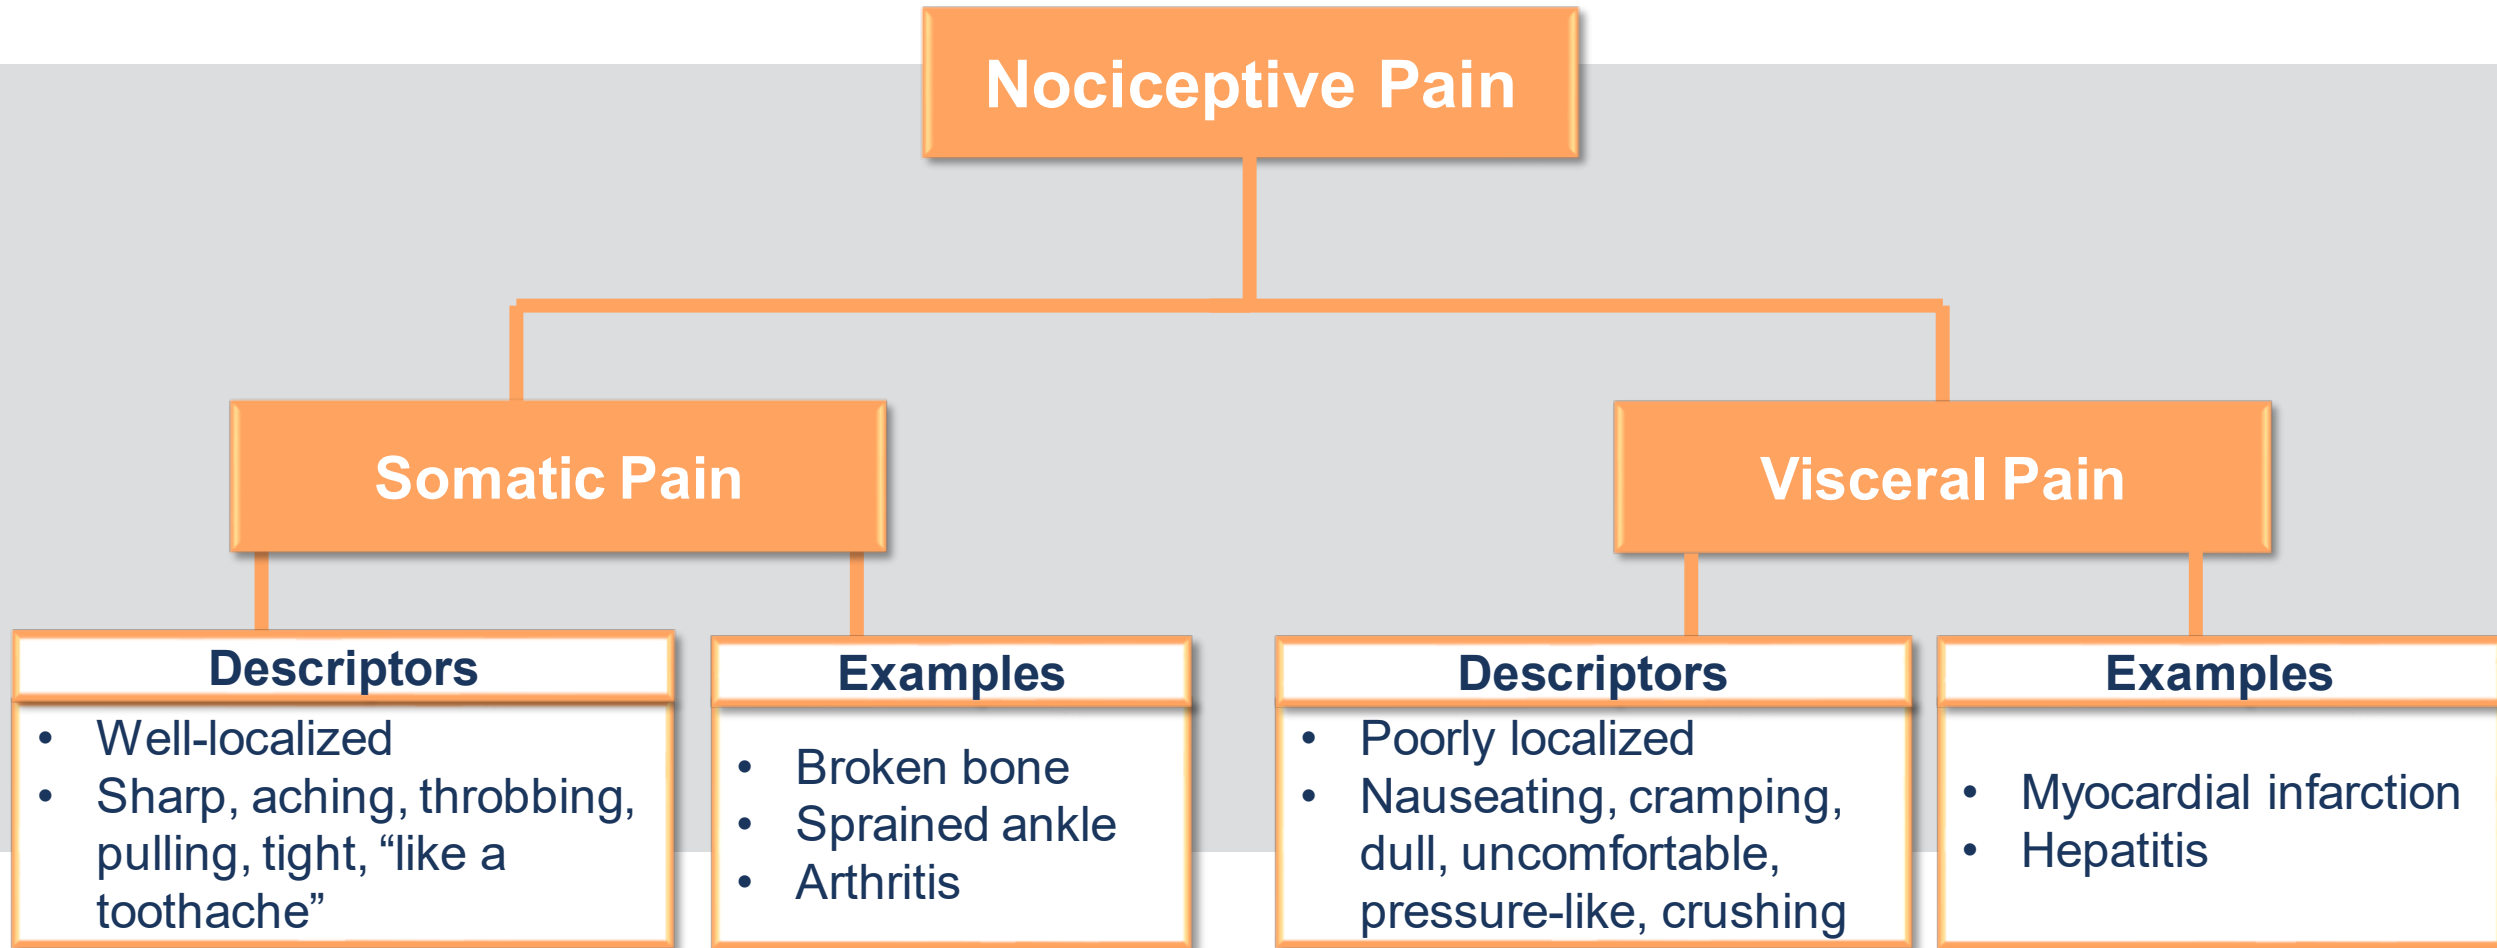 Nociceptive Pain
Somatic Pain
Visceral Pain
Descriptors
• Well-localized
• Sharp, aching, throbbing,
pulling, tight, “like a
toothache”
Examples
• Broken bone
• Sprained ankle
• Arthritis
Descriptors
• Poorly localized
• Nauseating, cramping,
dull, uncomfortable,
pressure-like, crushing
Examples
• Myocardial infarction
• Hepatitis